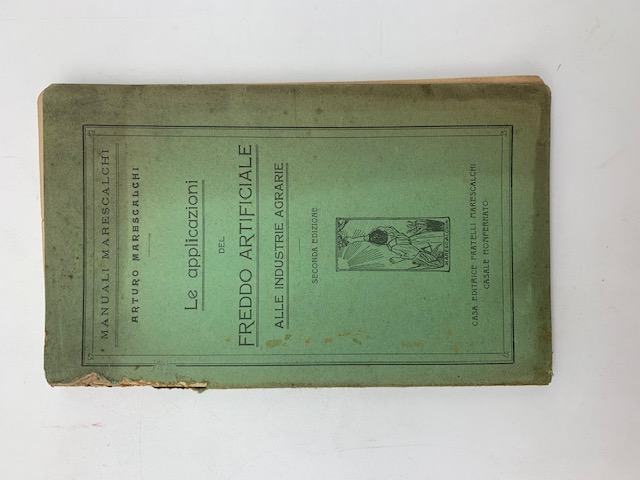 MANUALI MARESCALCHI
ARTURO MARESCALCHI
Le applicazioni
DEL
FREDDO ARTIFICIALE
ALLE INDUSTRIE AGRARIE
SECONDA EDIZIONE
CASA EDITRICE FRATELLI MARESCALCHI
CASALE MONFERRATO